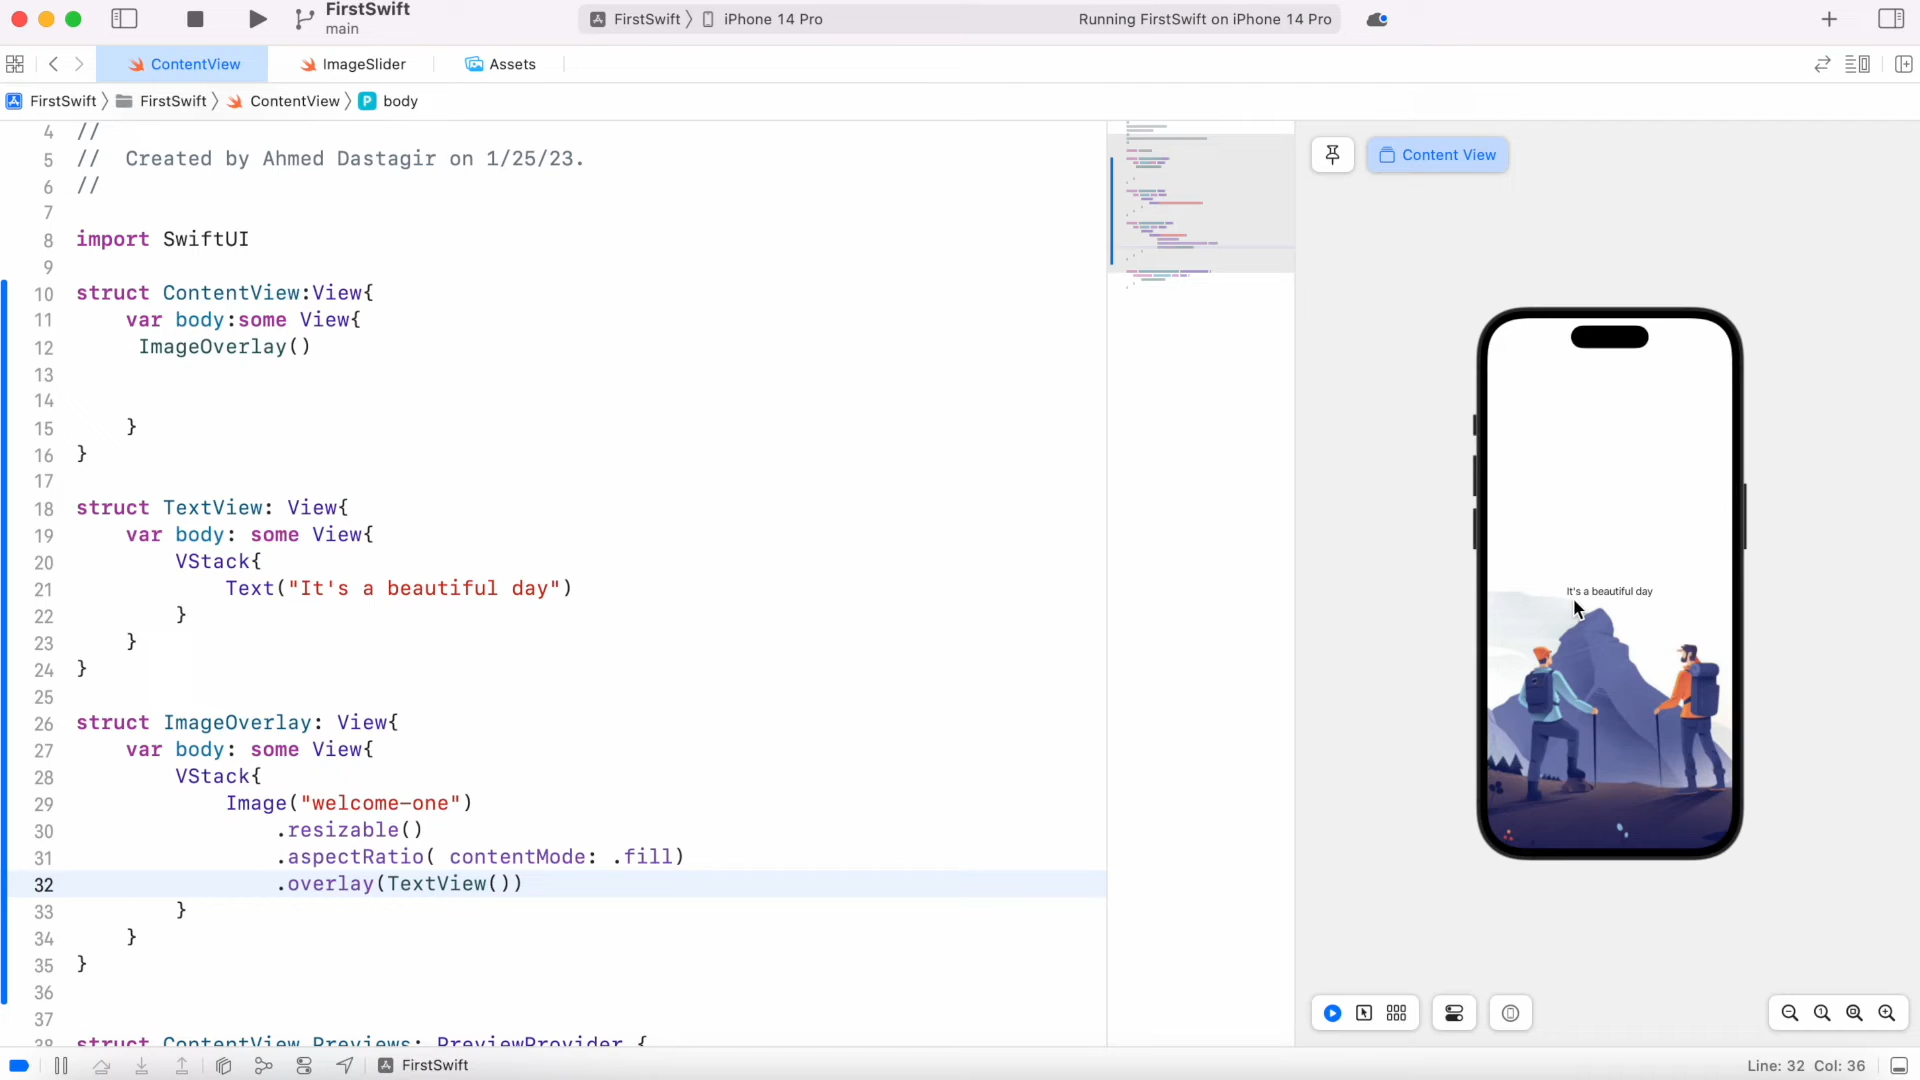 FirstSwift
main
FirstSwift
iPhone 14 Pro
Running FirstSwift on iPhone 14 Pro
ContentView
ImageSlider
Assets
FirstSwift
FirstSwift
ContentView
P body
4 //
5 //  Created by Ahmed Dastagir on 1/25/23.
6 //
7
8 import SwiftUI
9
10 struct ContentView:View{
11     var body:some View{
12      ImageOverlay()
13
14
15     }
16 }
17
18 struct TextView: View{
19     var body: some View{
20         VStack{
21             Text("It's a beautiful day")
22         }
23     }
24 }
25
26 struct ImageOverlay: View{
27     var body: some View{
28         VStack{
29             Image("welcome-one")
30                 .resizable()
31                 .aspectRatio( contentMode: .fill)
32                 .overlay(TextView())
33         }
34     }
35 }
36
37
38 struct ContentView_Previews: PreviewProvider {
Content View
It's a beautiful day
FirstSwift
Line: 32 Col: 36